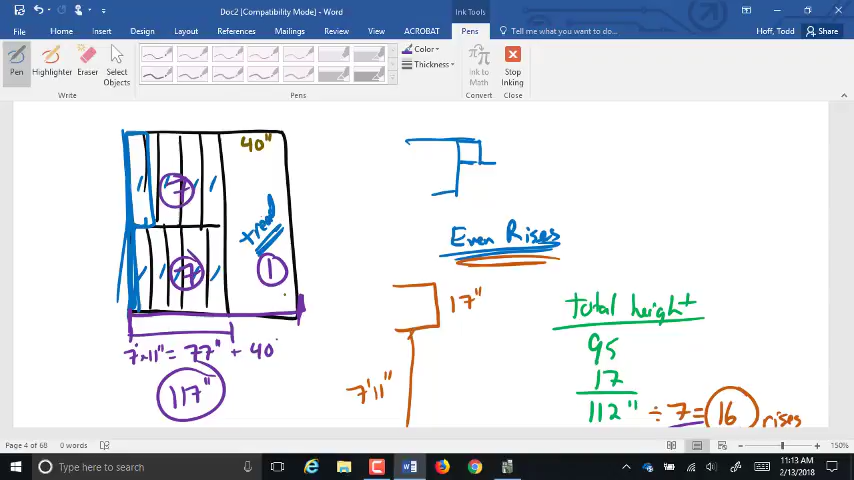 Doc2 [Compatibility Mode] - Word
Ink Tools
Hoff, Todd
File
Home
Insert
Design
Layout
References
Mailings
Review
View
ACROBAT
Pens
Tell me what you want to do...
Share
Pen
Highlighter
Eraser
Select Objects
Color
Thickness
Ink to Math
Stop Inking
Write
Pens
Convert
Close
40"
7
tread
7
1
7×11" = 77" + 40
117"
Even Rises
17"
7'11"
total height
95
17
112" ÷ 7 = 16 rises
Page 4 of 68
0 words
150%
Type here to search
11:13 AM
2/13/2018